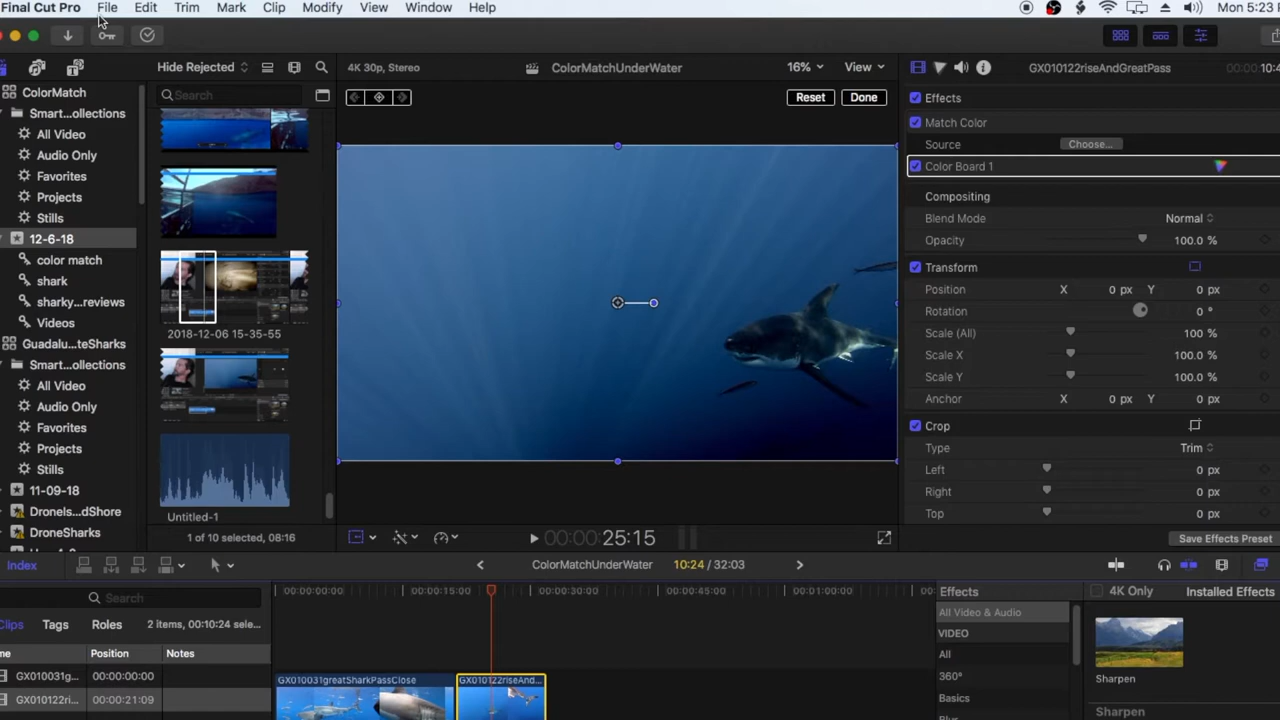 Final Cut Pro File Edit Trim Mark Clip Modify View Window Help Mon 5:23 P
Hide Rejected 4K 30p, Stereo ColorMatchUnderWater 16% View GX010122riseAndGreatPass 00:00:10:4
ColorMatch
Smart...ollections
All Video
Audio Only
Favorites
Projects
Stills
12-6-18
color match
shark
sharky...reviews
Videos
Guadalu...teSharks
Smart...ollections
All Video
Audio Only
Favorites
Projects
Stills
11-09-18
DroneIs...dShore
DroneSharks
Search
2018-12-06 15-35-55
Untitled-1
1 of 10 selected, 08:16
Reset Done
00:00:25:15
Effects
Match Color
Source Choose...
Color Board 1
Compositing
Blend Mode Normal
Opacity 100.0 %
Transform
Position X 0 px Y 0 px
Rotation 0 °
Scale (All) 100 %
Scale X 100.0 %
Scale Y 100.0 %
Anchor X 0 px Y 0 px
Crop
Type Trim
Left 0 px
Right 0 px
Top 0 px
Save Effects Preset
Index ColorMatchUnderWater 10:24 / 32:03
Search
Clips Tags Roles 2 items, 00:10:24 sele...
me Position Notes
GX010031g... 00:00:00:00
GX010122ri... 00:00:21:09
00:00:00:00 00:00:15:00 00:00:30:00 00:00:45:00 00:01:00:00 00:
GX010031greatSharkPassClose GX010122riseAnd...
Effects 4K Only Installed Effects
All Video & Audio
VIDEO
All
360°
Basics
Blur
Sharpen
Sharpen